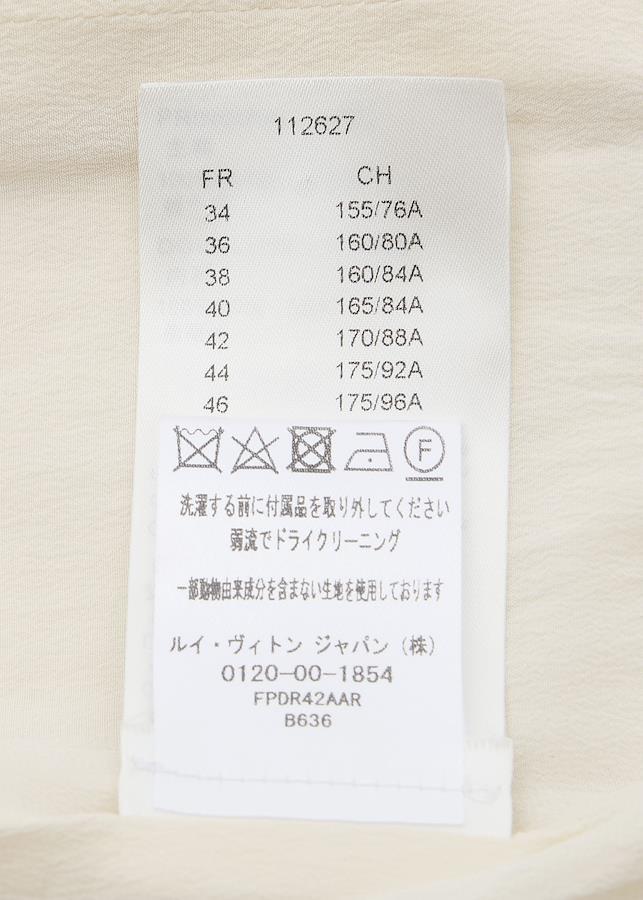 112627
FR CH
34 155/76A
36 160/80A
38 160/84A
40 165/84A
42 170/88A
44 175/92A
46 175/96A
F
洗濯する前に付属品を取り外してください
弱流でドライクリーニング
一部動物由来成分を含まない生地を使用しております
ルイ・ヴィトン ジャパン（株）
0120-00-1854
FPDR42AAR
B636